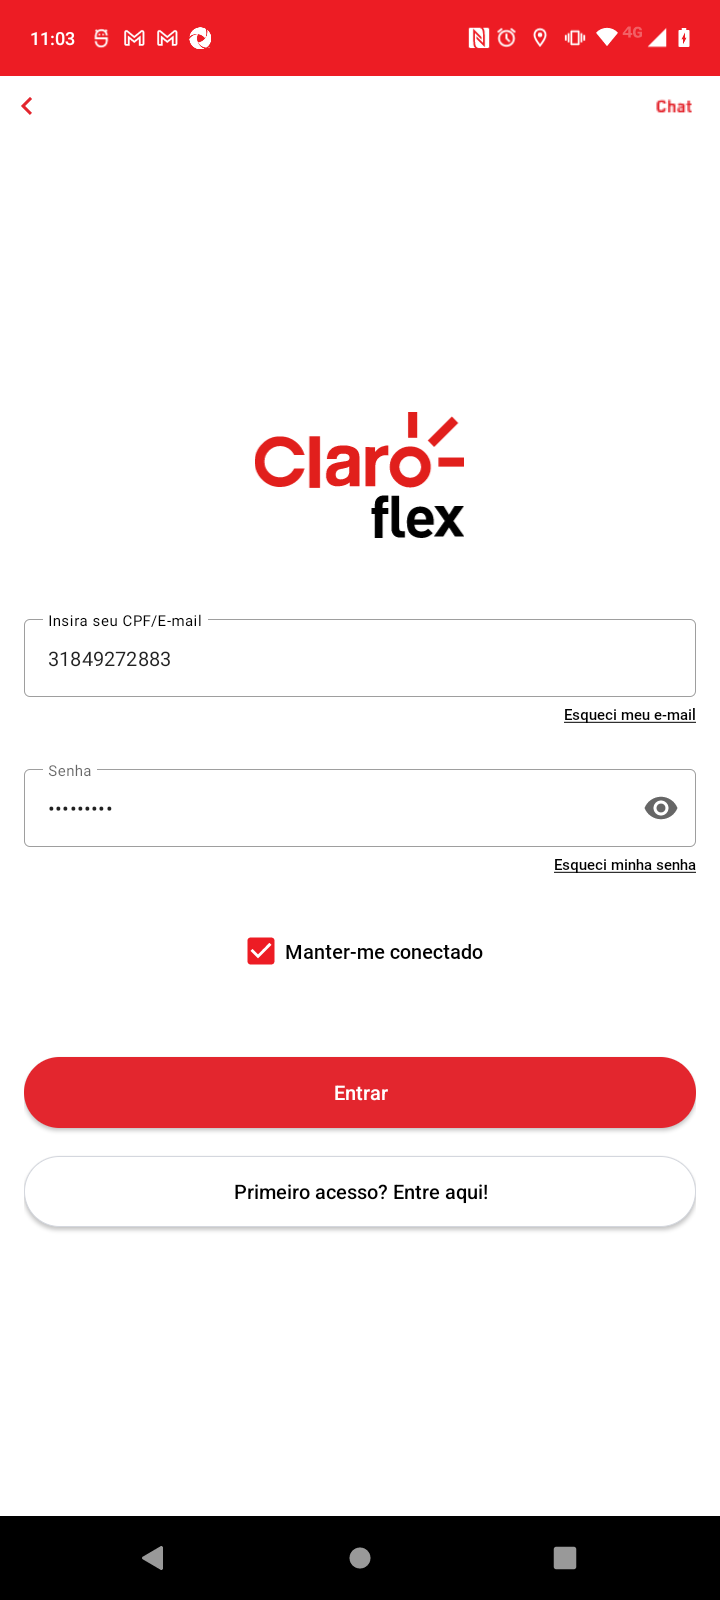 11:03
4G
Chat
Claro
flex
Insira seu CPF/E-mail
31849272883
Esqueci meu e-mail
Senha
•••••••••
Esqueci minha senha
Manter-me conectado
Entrar
Primeiro acesso? Entre aqui!